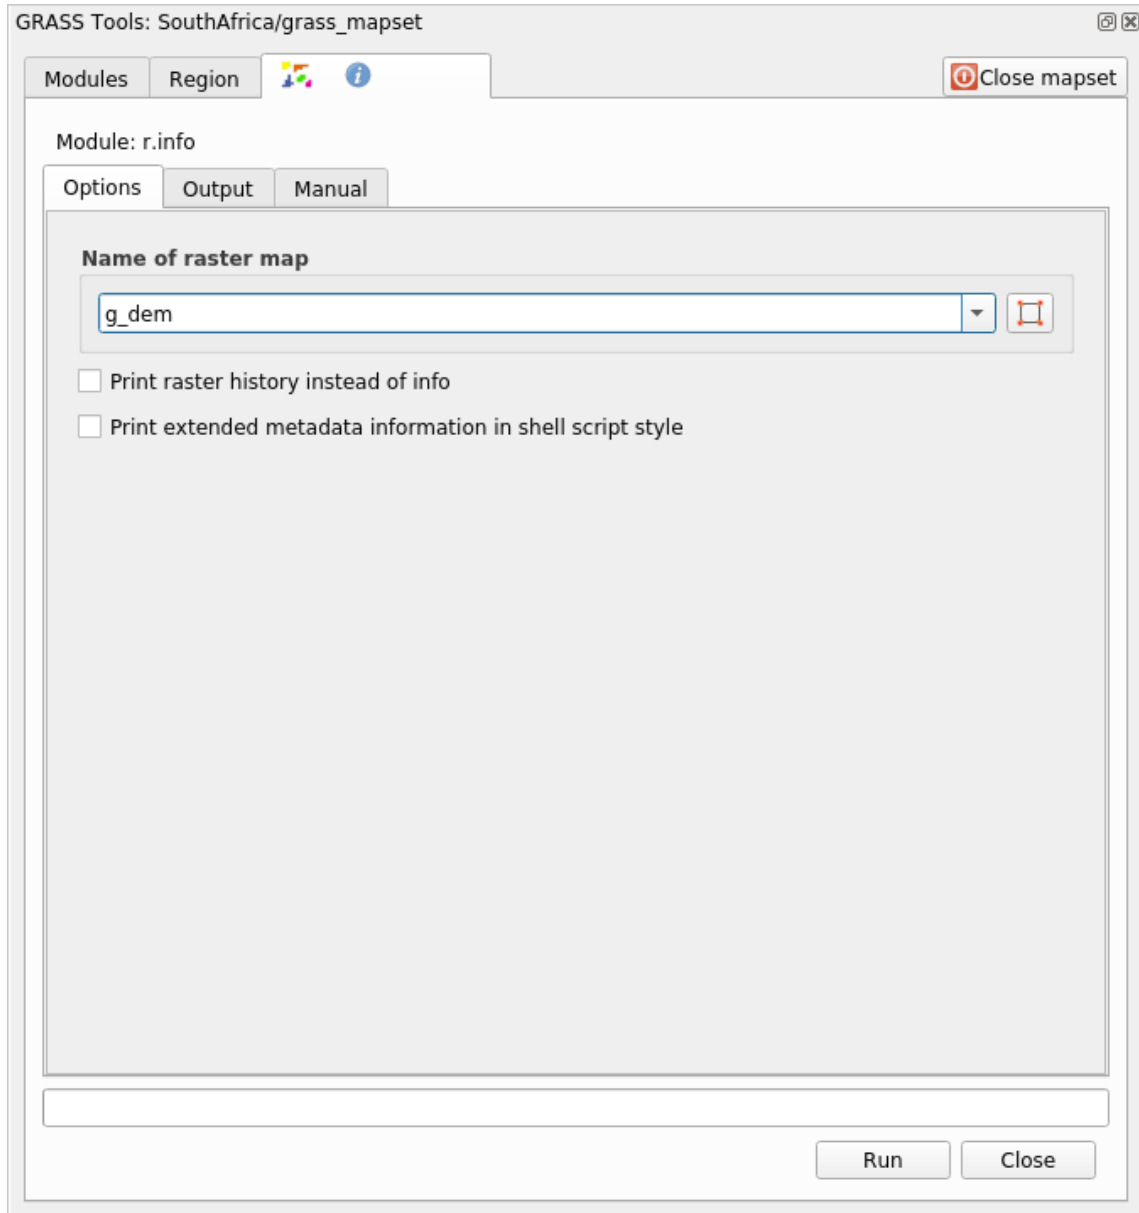 GRASS Tools: SouthAfrica/grass_mapset
Modules Region Close mapset
Module: r.info
Options Output Manual
Name of raster map
g_dem
Print raster history instead of info
Print extended metadata information in shell script style
Run Close